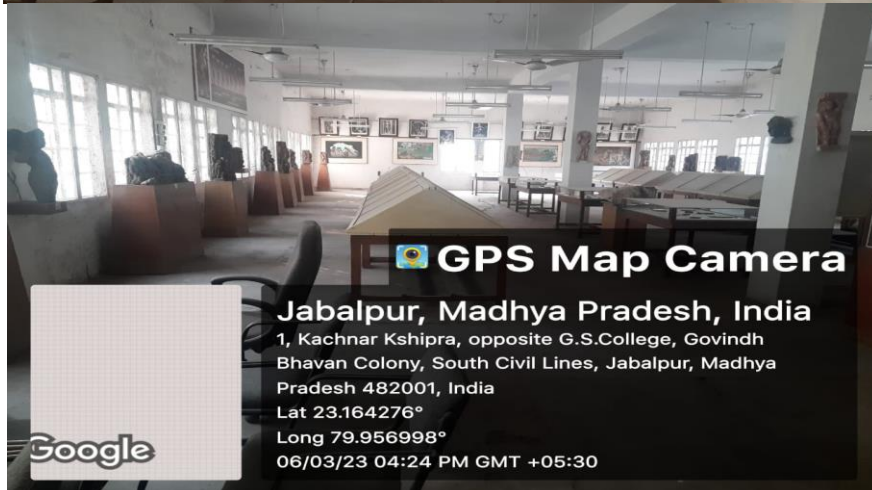 GPS Map Camera
Jabalpur, Madhya Pradesh, India
1, Kachnar Kshipra, opposite G.S.College, Govindh
Bhavan Colony, South Civil Lines, Jabalpur, Madhya
Pradesh 482001, India
Lat 23.164276°
Long 79.956998°
06/03/23 04:24 PM GMT +05:30
Google